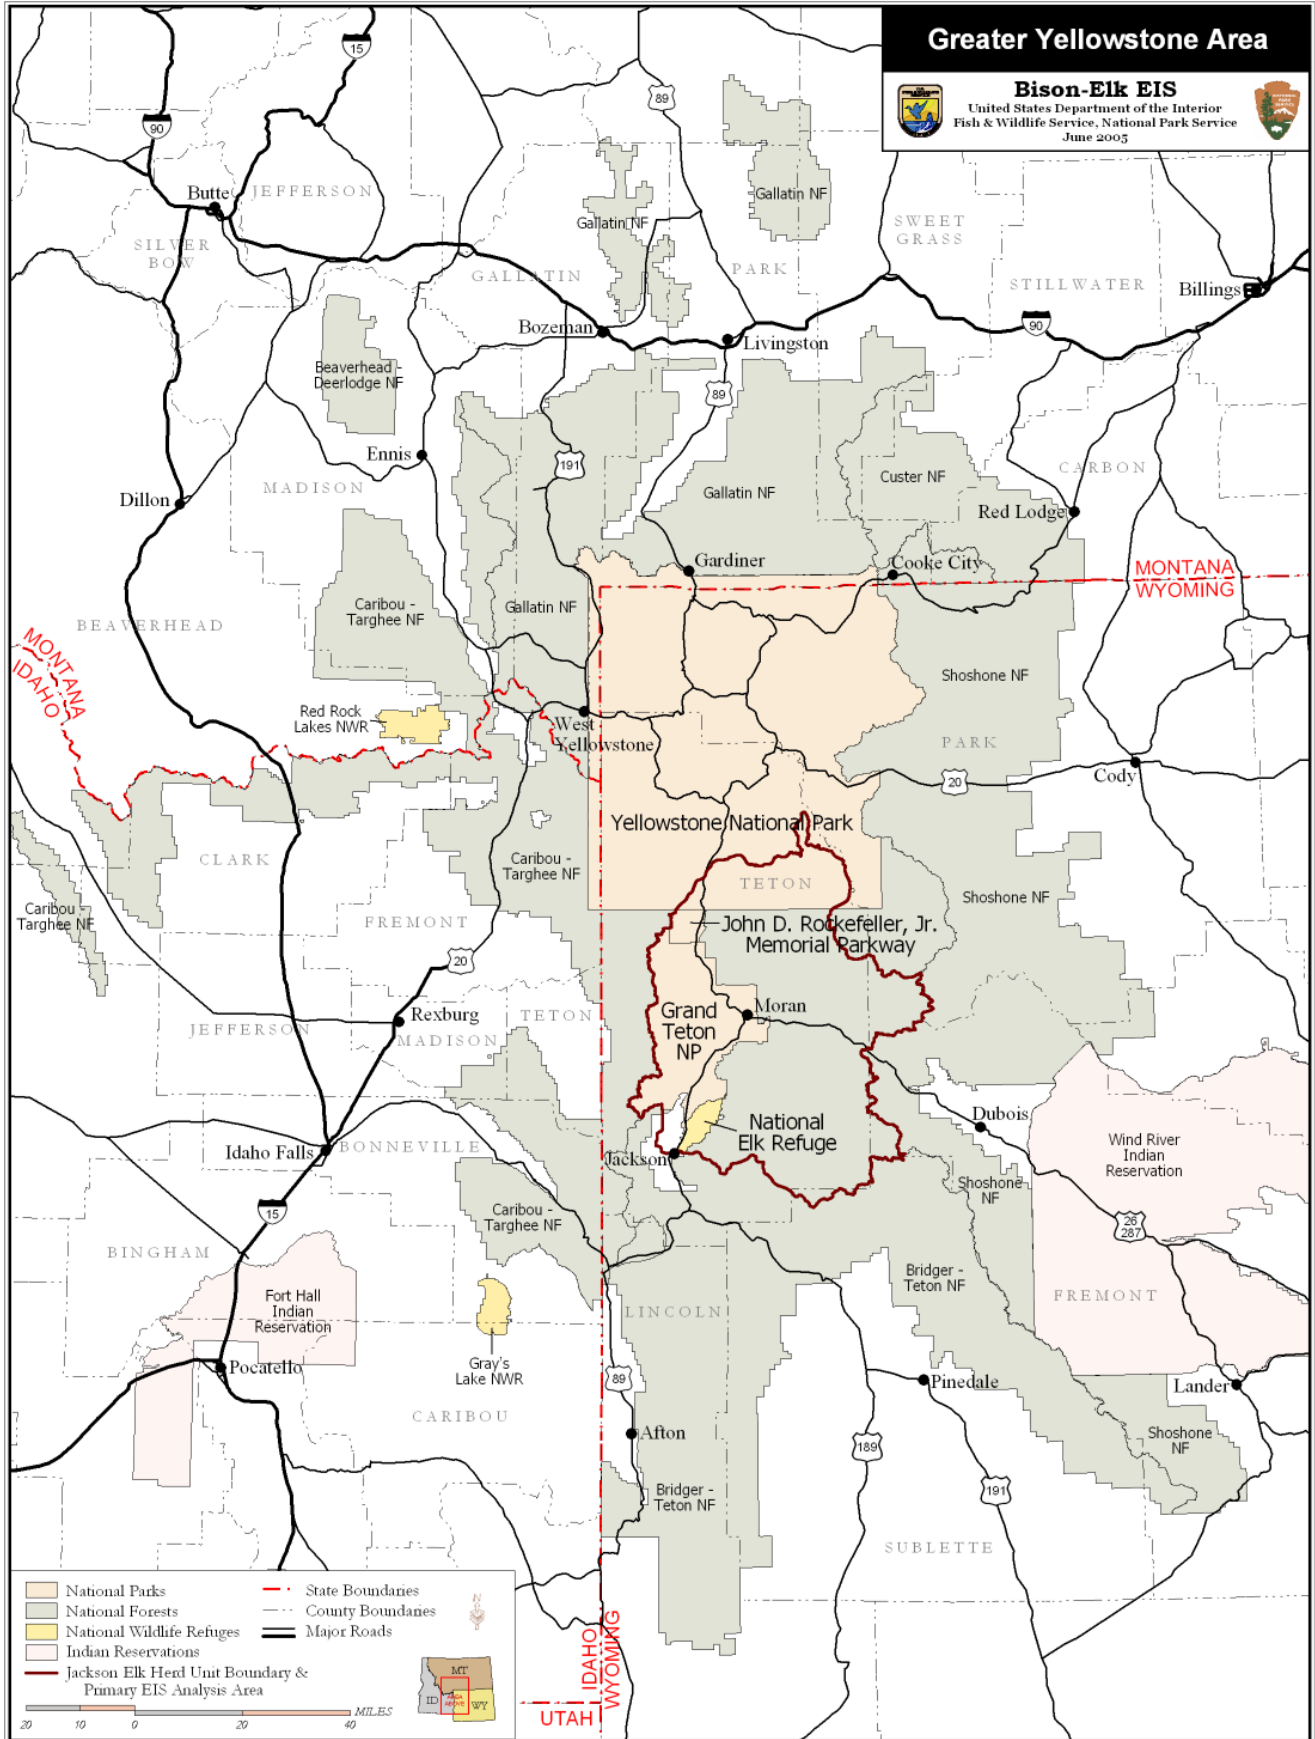 Greater Yellowstone Area
Bison-Elk EIS
United States Department of the Interior
Fish & Wildlife Service, National Park Service
June 2005
15
89
90
Butte
JEFFERSON
Gallatin NF
Gallatin NF
SILVER
BOW
SWEET
GRASS
GALLATIN
PARK
STILLWATER
Billings
Bozeman
90
Livingston
Beaverhead -
Deerlodge NF
89
Ennis
191
CARBON
MADISON
Gallatin NF
Custer NF
Dillon
Red Lodge
Gardiner
Cooke City
MONTANA
WYOMING
Caribou -
Targhee NF
Gallatin NF
BEAVERHEAD
MONTANA
IDAHO
Shoshone NF
Red Rock
Lakes NWR
West
Yellowstone
PARK
Cody
20
Yellowstone National Park
CLARK
Caribou -
Targhee NF
TETON
Shoshone NF
Caribou -
Targhee NF
FREMONT
John D. Rockefeller, Jr.
Memorial Parkway
20
Grand
Teton
NP
Moran
Rexburg
TETON
JEFFERSON
MADISON
National
Elk Refuge
Dubois
Idaho Falls
BONNEVILLE
Jackson
Wind River
Indian
Reservation
Shoshone
NF
15
Caribou -
Targhee NF
26
287
BINGHAM
Fort Hall
Indian
Reservation
LINCOLN
Bridger -
Teton NF
FREMONT
Pocatello
Gray's
Lake NWR
89
Pinedale
Lander
CARIBOU
Afton
189
Shoshone
NF
191
Bridger -
Teton NF
SUBLETTE
National Parks
National Forests
National Wildlife Refuges
Indian Reservations
Jackson Elk Herd Unit Boundary &
Primary EIS Analysis Area
State Boundaries
County Boundaries
Major Roads
MT
ID
WY
AREA
ABOVE
MILES
20 10 0 20 40
IDAHO
WYOMING
UTAH